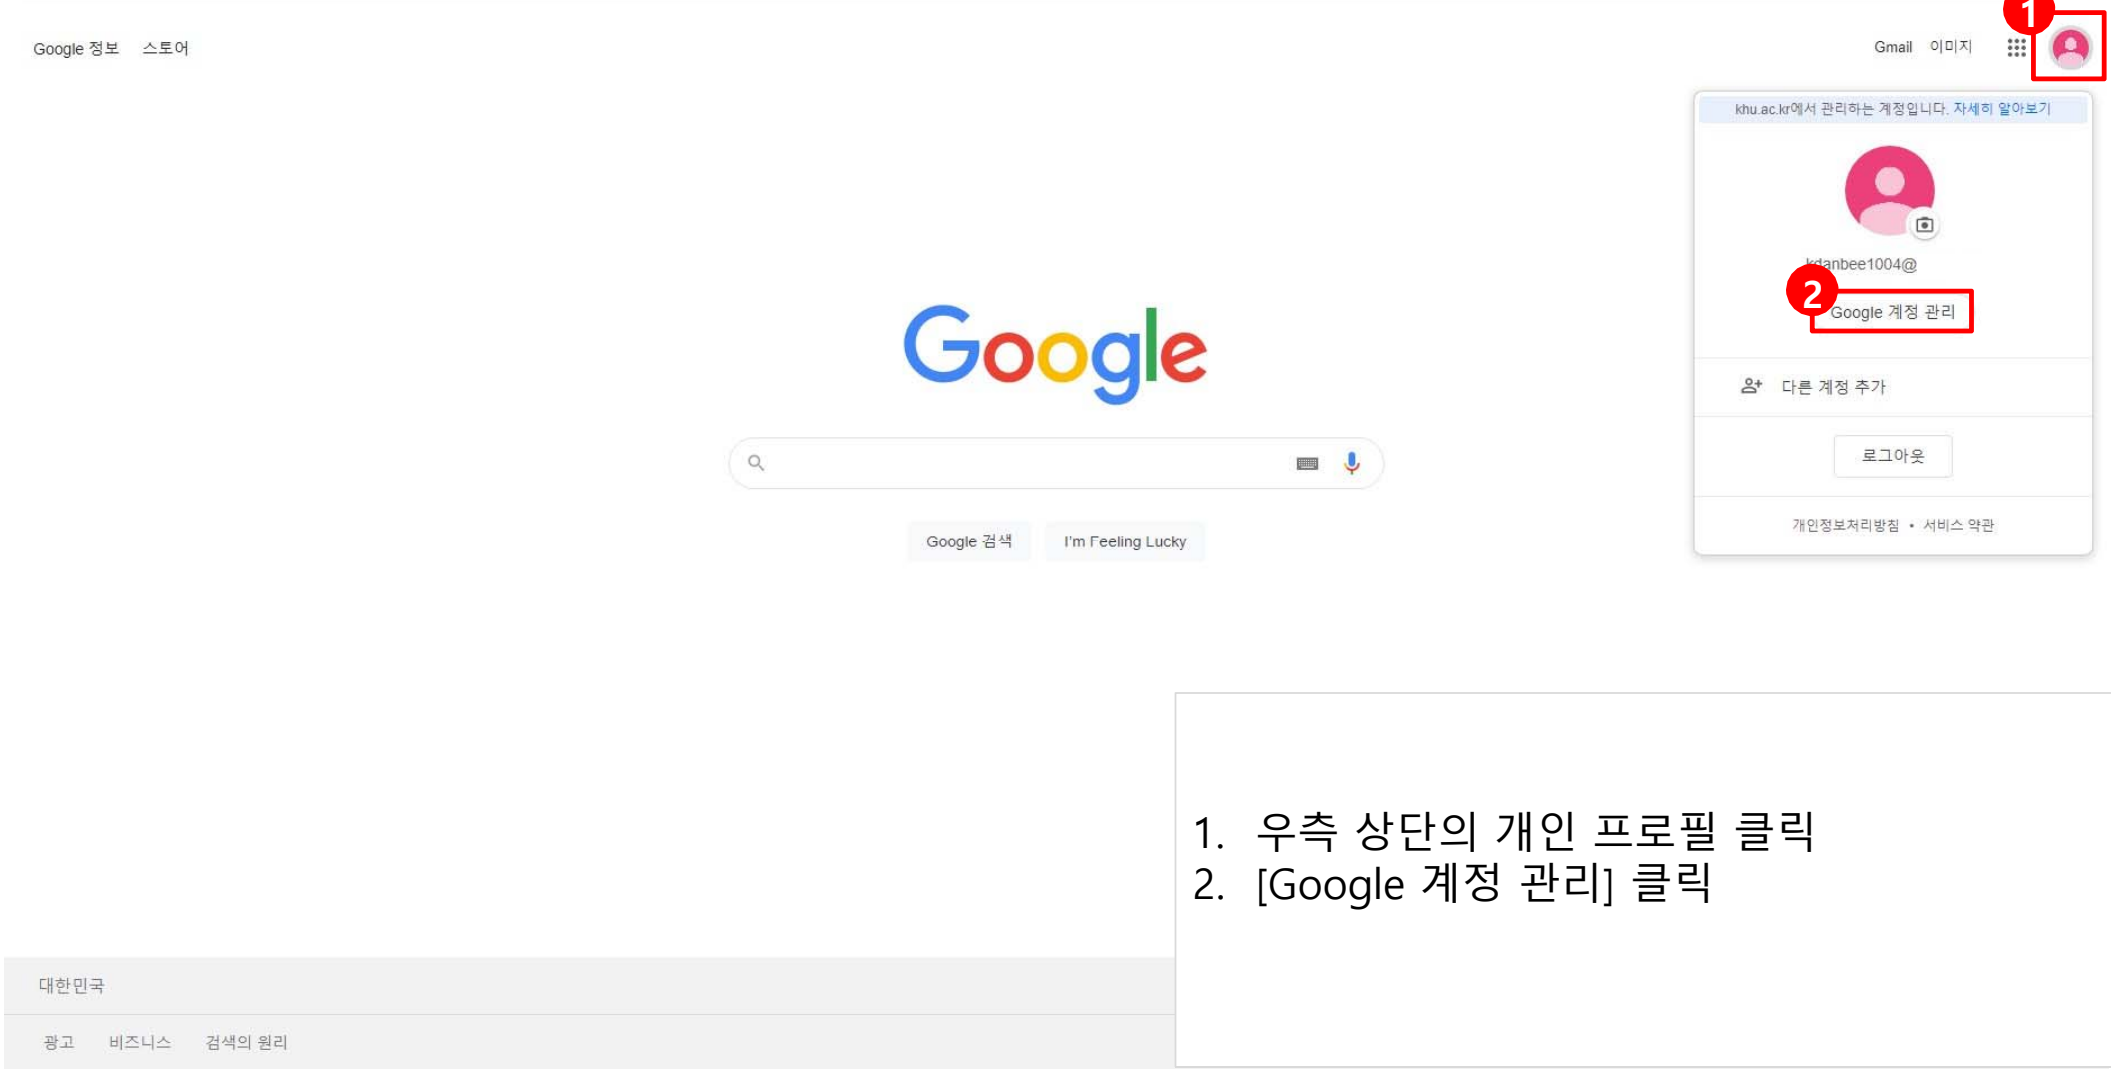 Google 정보 스토어
Gmail 이미지
1
khu.ac.kr에서 관리하는 계정입니다. 자세히 알아보기
kdanbee1004@
2
Google 계정 관리
다른 계정 추가
로그아웃
개인정보처리방침 • 서비스 약관
Google
Google 검색 I'm Feeling Lucky
1. 우측 상단의 개인 프로필 클릭
2. [Google 계정 관리] 클릭
대한민국
광고 비즈니스 검색의 원리